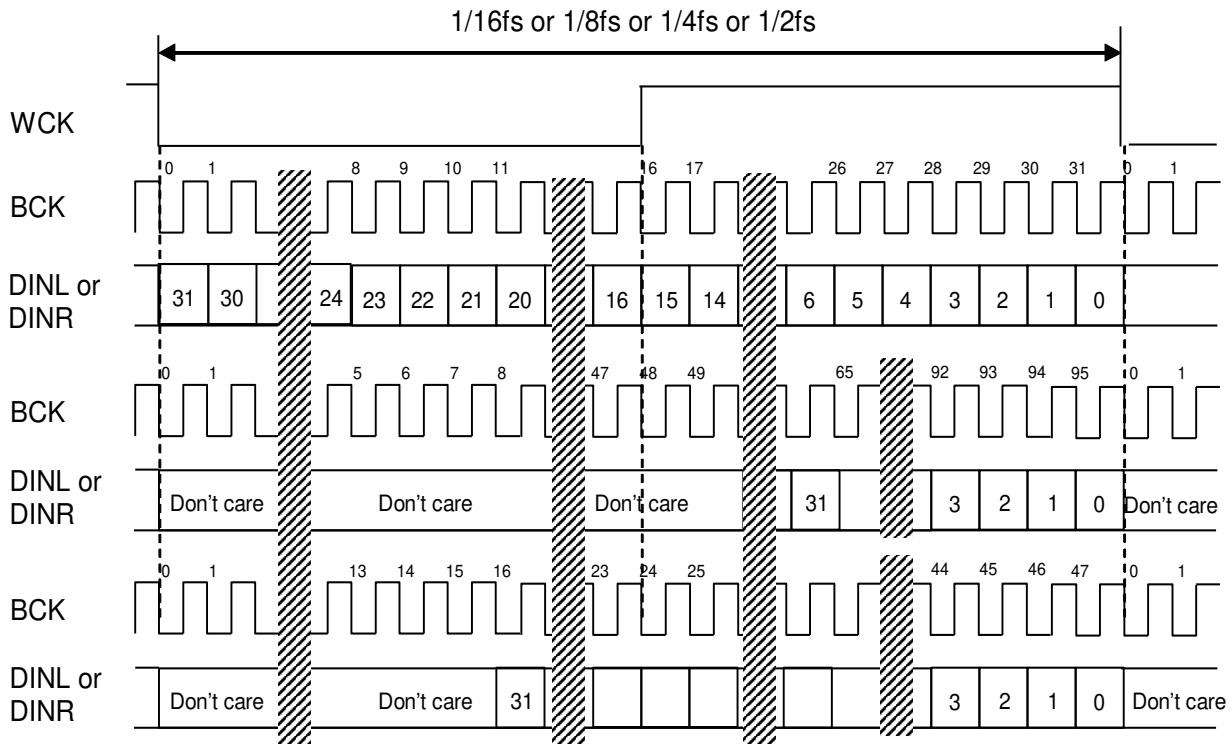 1/16fs or 1/8fs or 1/4fs or 1/2fs
WCK
0 1 8 9 10 11 16 17 26 27 28 29 30 31 0 1
BCK
DINL or
DINR
31 30 24 23 22 21 20 16 15 14 6 5 4 3 2 1 0
0 1 5 6 7 8 47 48 49 65 92 93 94 95 0 1
BCK
DINL or
DINR
Don't care Don't care Don't care 31 3 2 1 0 Don't care
0 1 13 14 15 16 23 24 25 44 45 46 47 0 1
BCK
DINL or
DINR
Don't care Don't care 31 3 2 1 0 Don't care